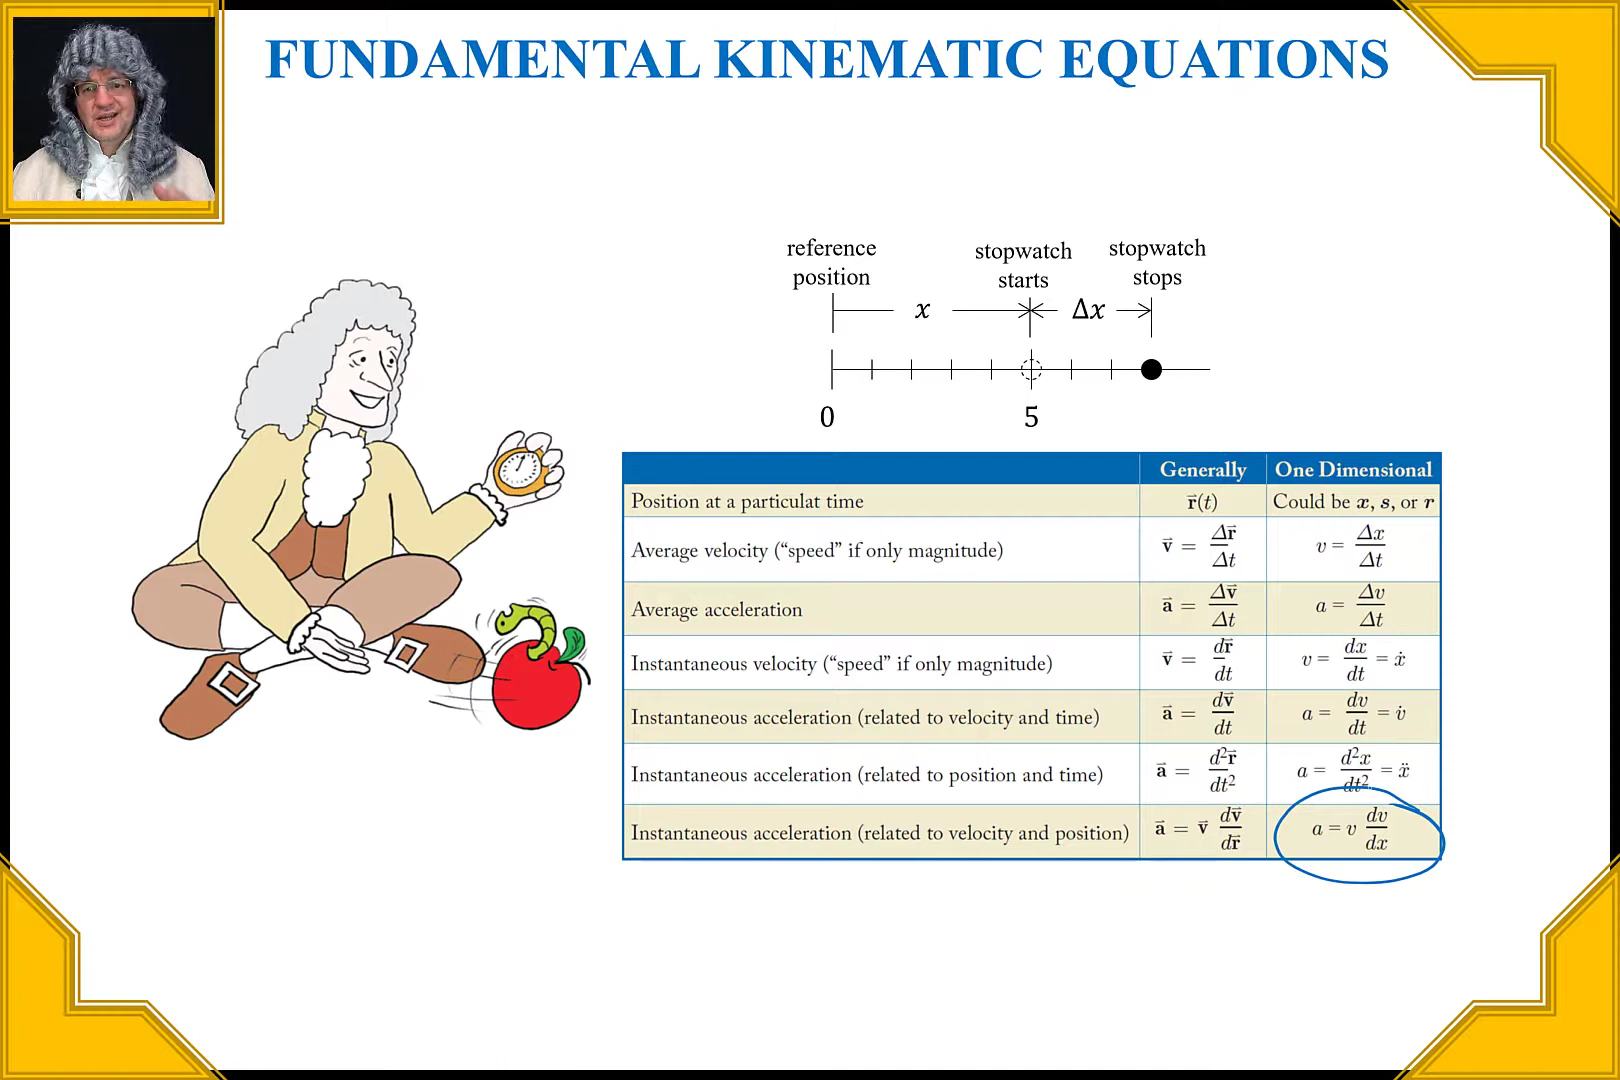 FUNDAMENTAL KINEMATIC EQUATIONS
reference position
stopwatch starts
stopwatch stops
x
Δx
0
5
Generally One Dimensional
Position at a particulat time r⃗(t) Could be x, s, or r
Average velocity (“speed” if only magnitude) v⃗ = Δr⃗/Δt v = Δx/Δt
Average acceleration a⃗ = Δv⃗/Δt a = Δv/Δt
Instantaneous velocity (“speed” if only magnitude) v⃗ = dr⃗/dt v = dx/dt = ẋ
Instantaneous acceleration (related to velocity and time) a⃗ = dv⃗/dt a = dv/dt = v̇
Instantaneous acceleration (related to position and time) a⃗ = d²r⃗/dt² a = d²x/dt² = ẍ
Instantaneous acceleration (related to velocity and position) a⃗ = v⃗ dv⃗/dr⃗ a = v dv/dx